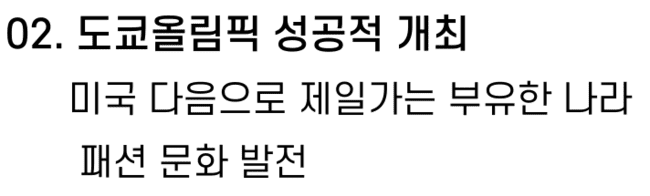 02. 도쿄올림픽 성공적 개최
미국 다음으로 제일가는 부유한 나라
패션 문화 발전